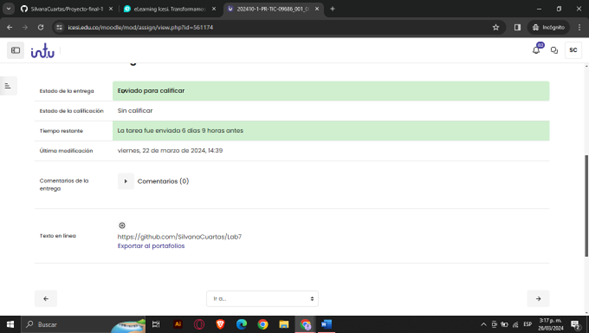 SilvanaCuartas/Proyecto-final-1
eLearning Icesi. Transformamos
202410-1-PR-TIC-09686_001_D
icesi.edu.co/moodle/mod/assign/view.php?id=561174
Incógnito
intu
SC
Estado de la entrega
Enviado para calificar
Estado de la calificación
Sin calificar
Tiempo restante
La tarea fue enviada 6 días 9 horas antes
Última modificación
viernes, 22 de marzo de 2024, 14:39
Comentarios de la
entrega
Comentarios (0)
Texto en línea
https://github.com/SilvanaCuartas/Lab7
Exportar al portafolios
Ir a...
Buscar
ESP
3:17 p. m.
26/03/2024